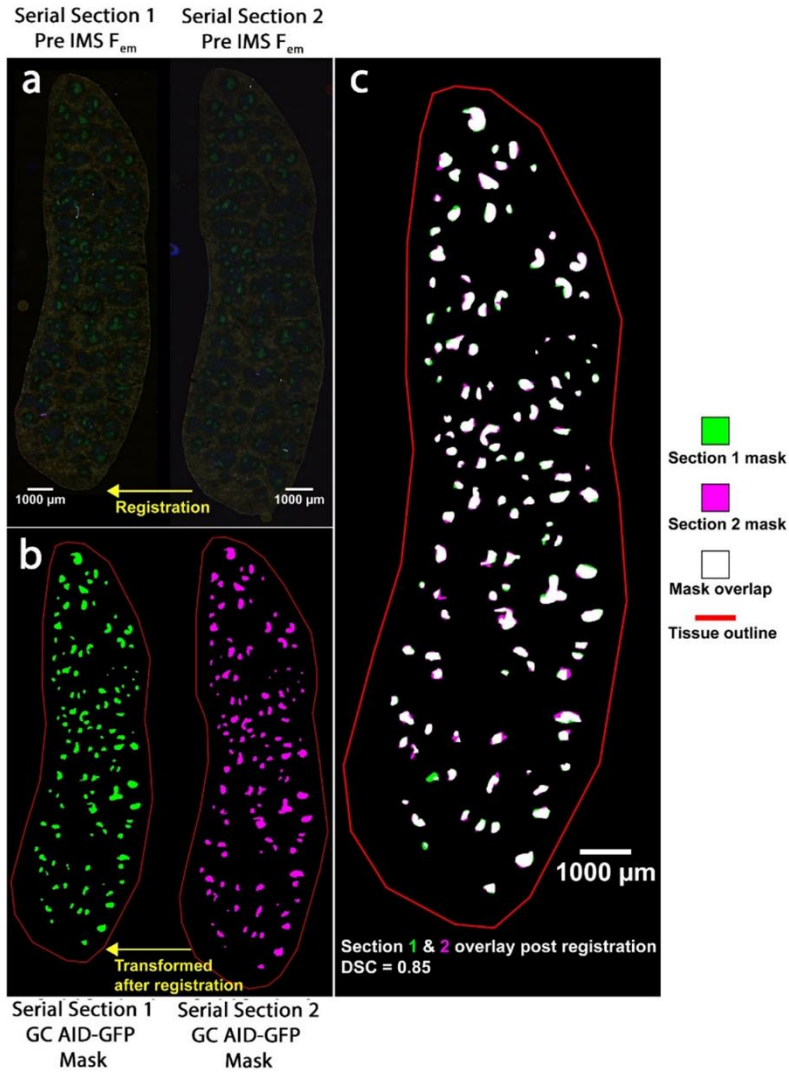 Serial Section 1
Pre IMS Fem
Serial Section 2
Pre IMS Fem
a
1000 µm
Registration
1000 µm
b
Transformed
after registration
Serial Section 1
GC AID-GFP
Mask
Serial Section 2
GC AID-GFP
Mask
c
1000 µm
Section 1 & 2 overlay post registration
DSC = 0.85
Section 1 mask
Section 2 mask
Mask overlap
Tissue outline